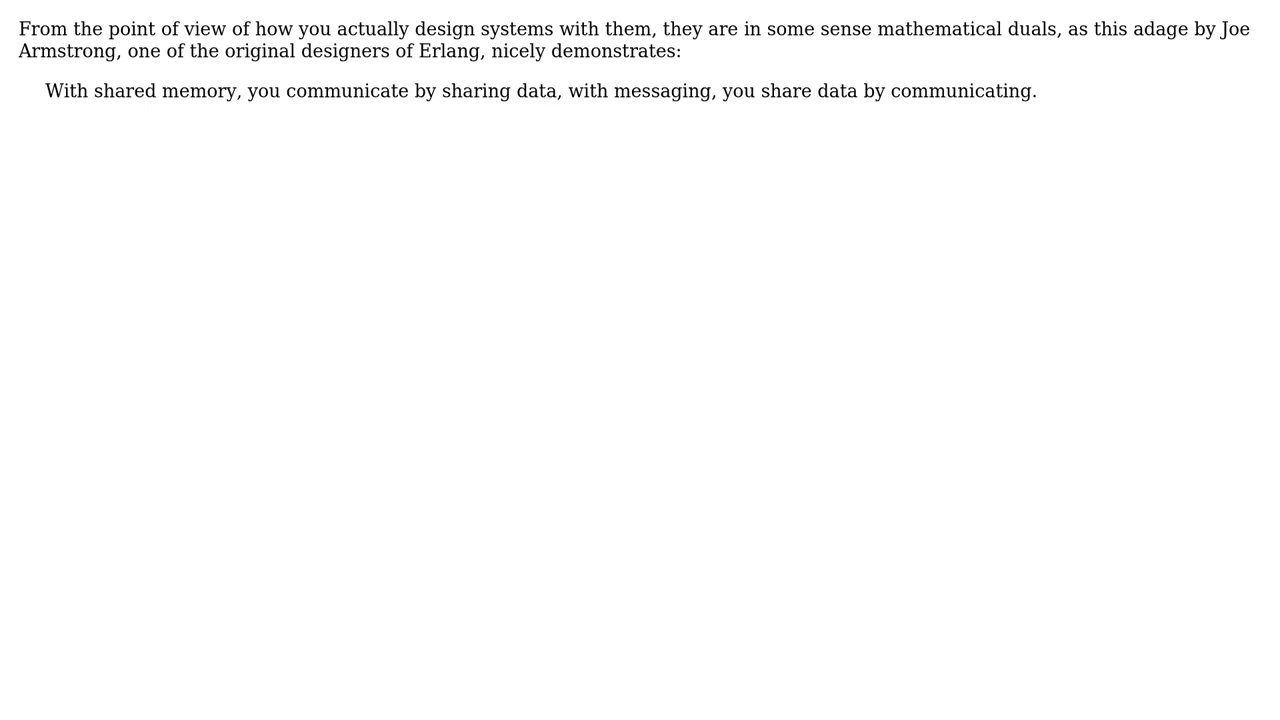 From the point of view of how you actually design systems with them, they are in some sense mathematical duals, as this adage by Joe
Armstrong, one of the original designers of Erlang, nicely demonstrates:
With shared memory, you communicate by sharing data, with messaging, you share data by communicating.